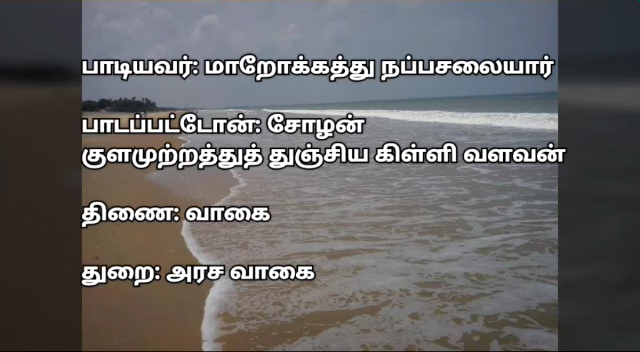 பாடியவர்: மாறோக்கத்து நப்பசலையார்
பாடப்பட்டோன்: சோழன்
குளமுற்றத்துத் துஞ்சிய கிள்ளி வளவன்
திணை: வாகை
துறை: அரச வாகை